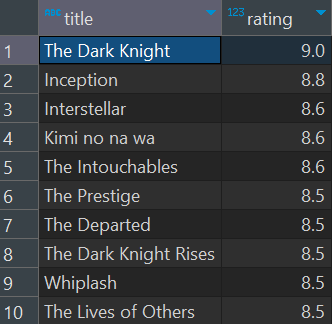 ABC title 123 rating
1 The Dark Knight 9.0
2 Inception 8.8
3 Interstellar 8.6
4 Kimi no na wa 8.6
5 The Intouchables 8.6
6 The Prestige 8.5
7 The Departed 8.5
8 The Dark Knight Rises 8.5
9 Whiplash 8.5
10 The Lives of Others 8.5